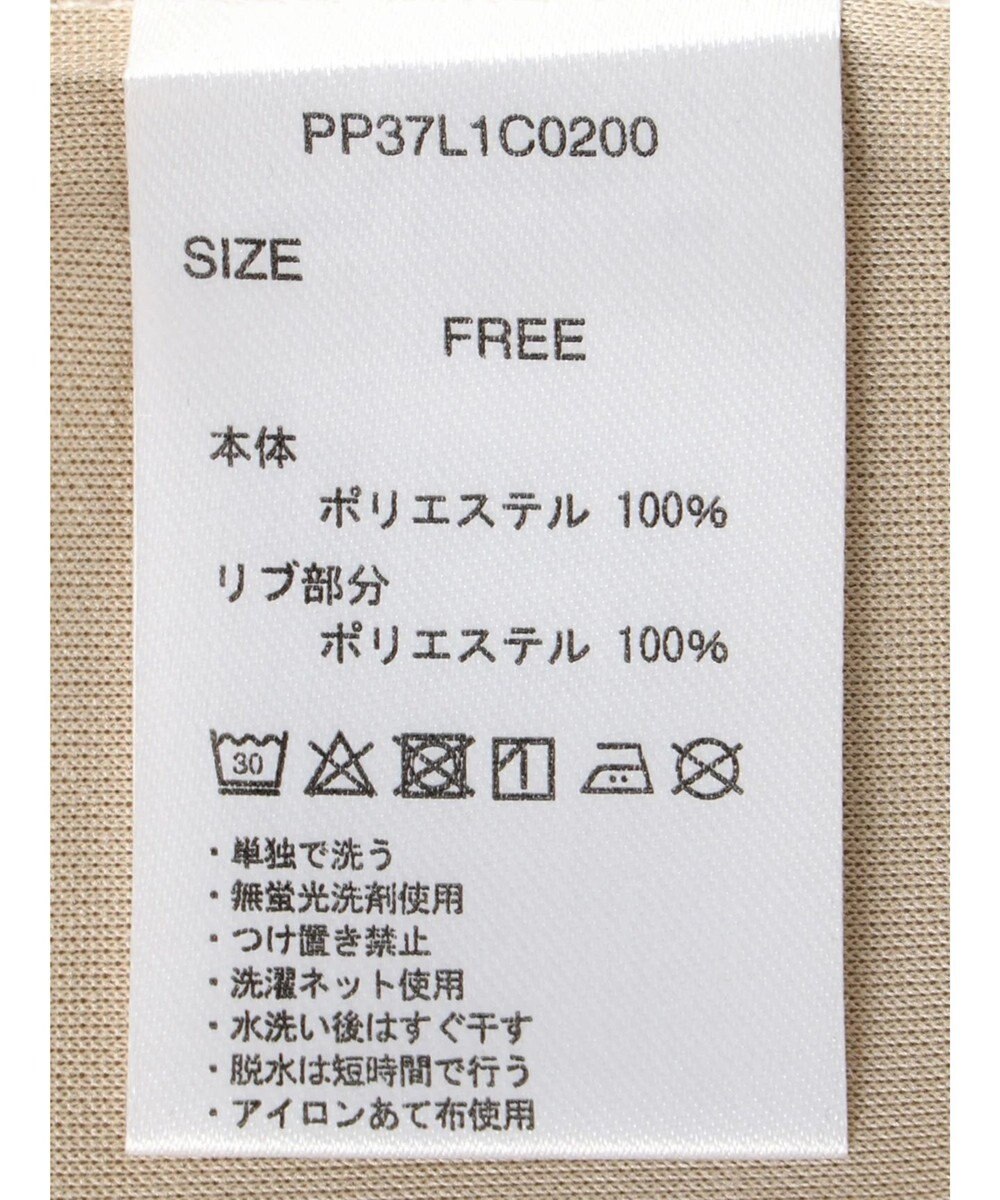 PP37L1C0200
SIZE
FREE
本体
ポリエステル 100%
リブ部分
ポリエステル 100%
30
・単独で洗う
・無蛍光洗剤使用
・つけ置き禁止
・洗濯ネット使用
・水洗い後はすぐ干す
・脱水は短時間で行う
・アイロンあて布使用